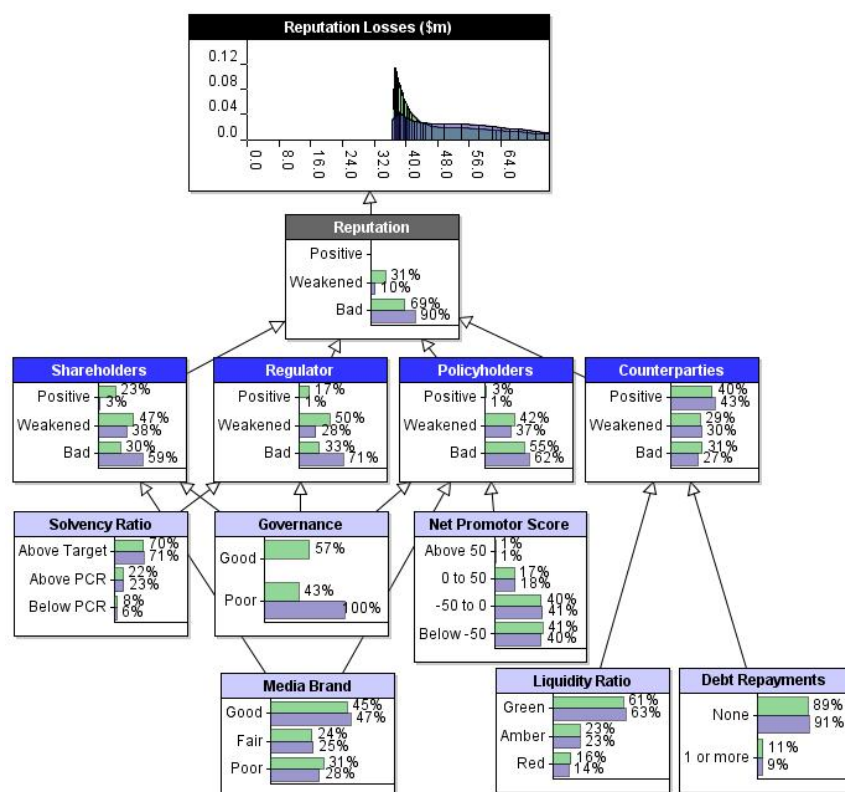 Reputation Losses ($m)
0.12
0.08
0.04
0.0
0.0 8.0 16.0 24.0 32.0 40.0 48.0 56.0 64.0
Reputation
Positive
Weakened 31% 10%
Bad 69% 90%
Shareholders
Positive 23% 3%
Weakened 47% 38%
Bad 30% 59%
Regulator
Positive 17% 1%
Weakened 50% 28%
Bad 33% 71%
Policyholders
Positive 3% 1%
Weakened 42% 37%
Bad 55% 62%
Counterparties
Positive 40% 43%
Weakened 29% 30%
Bad 31% 27%
Solvency Ratio
Above Target 70% 71%
Above PCR 22% 23%
Below PCR 8% 6%
Governance
Good 57%
Poor 43% 100%
Net Promotor Score
Above 50 1% 1%
0 to 50 17% 18%
-50 to 0 40% 41%
Below -50 41% 40%
Media Brand
Good 45% 47%
Fair 24% 25%
Poor 31% 28%
Liquidity Ratio
Green 61% 63%
Amber 23% 23%
Red 16% 14%
Debt Repayments
None 89% 91%
1 or more 11% 9%